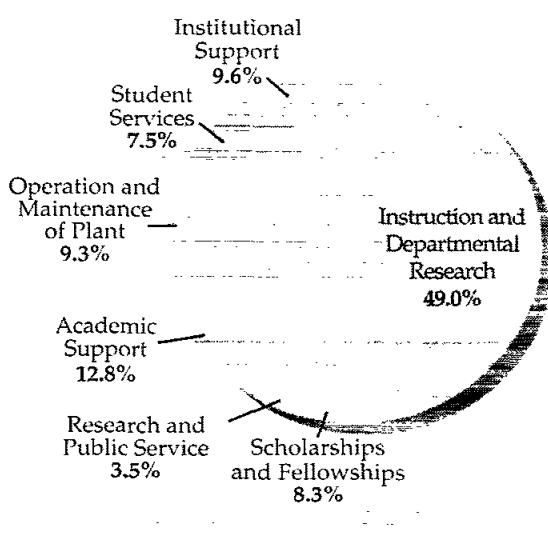 Institutional
Support
9.6%
Student
Services
7.5%
Operation and
Maintenance
of Plant
9.3%
Instruction and
Departmental
Research
49.0%
Academic
Support
12.8%
Research and
Public Service
3.5%
Scholarships
and Fellowships
8.3%